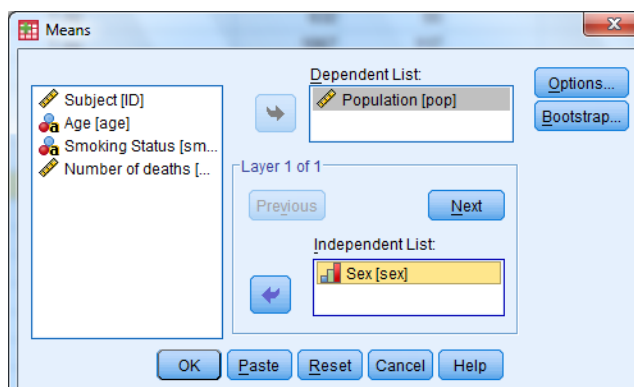 Means
Subject [ID]
Age [age]
Smoking Status [sm...
Number of deaths [...
Dependent List:
Population [pop]
Options...
Bootstrap...
Layer 1 of 1
Previous
Next
Independent List:
Sex [sex]
OK
Paste
Reset
Cancel
Help